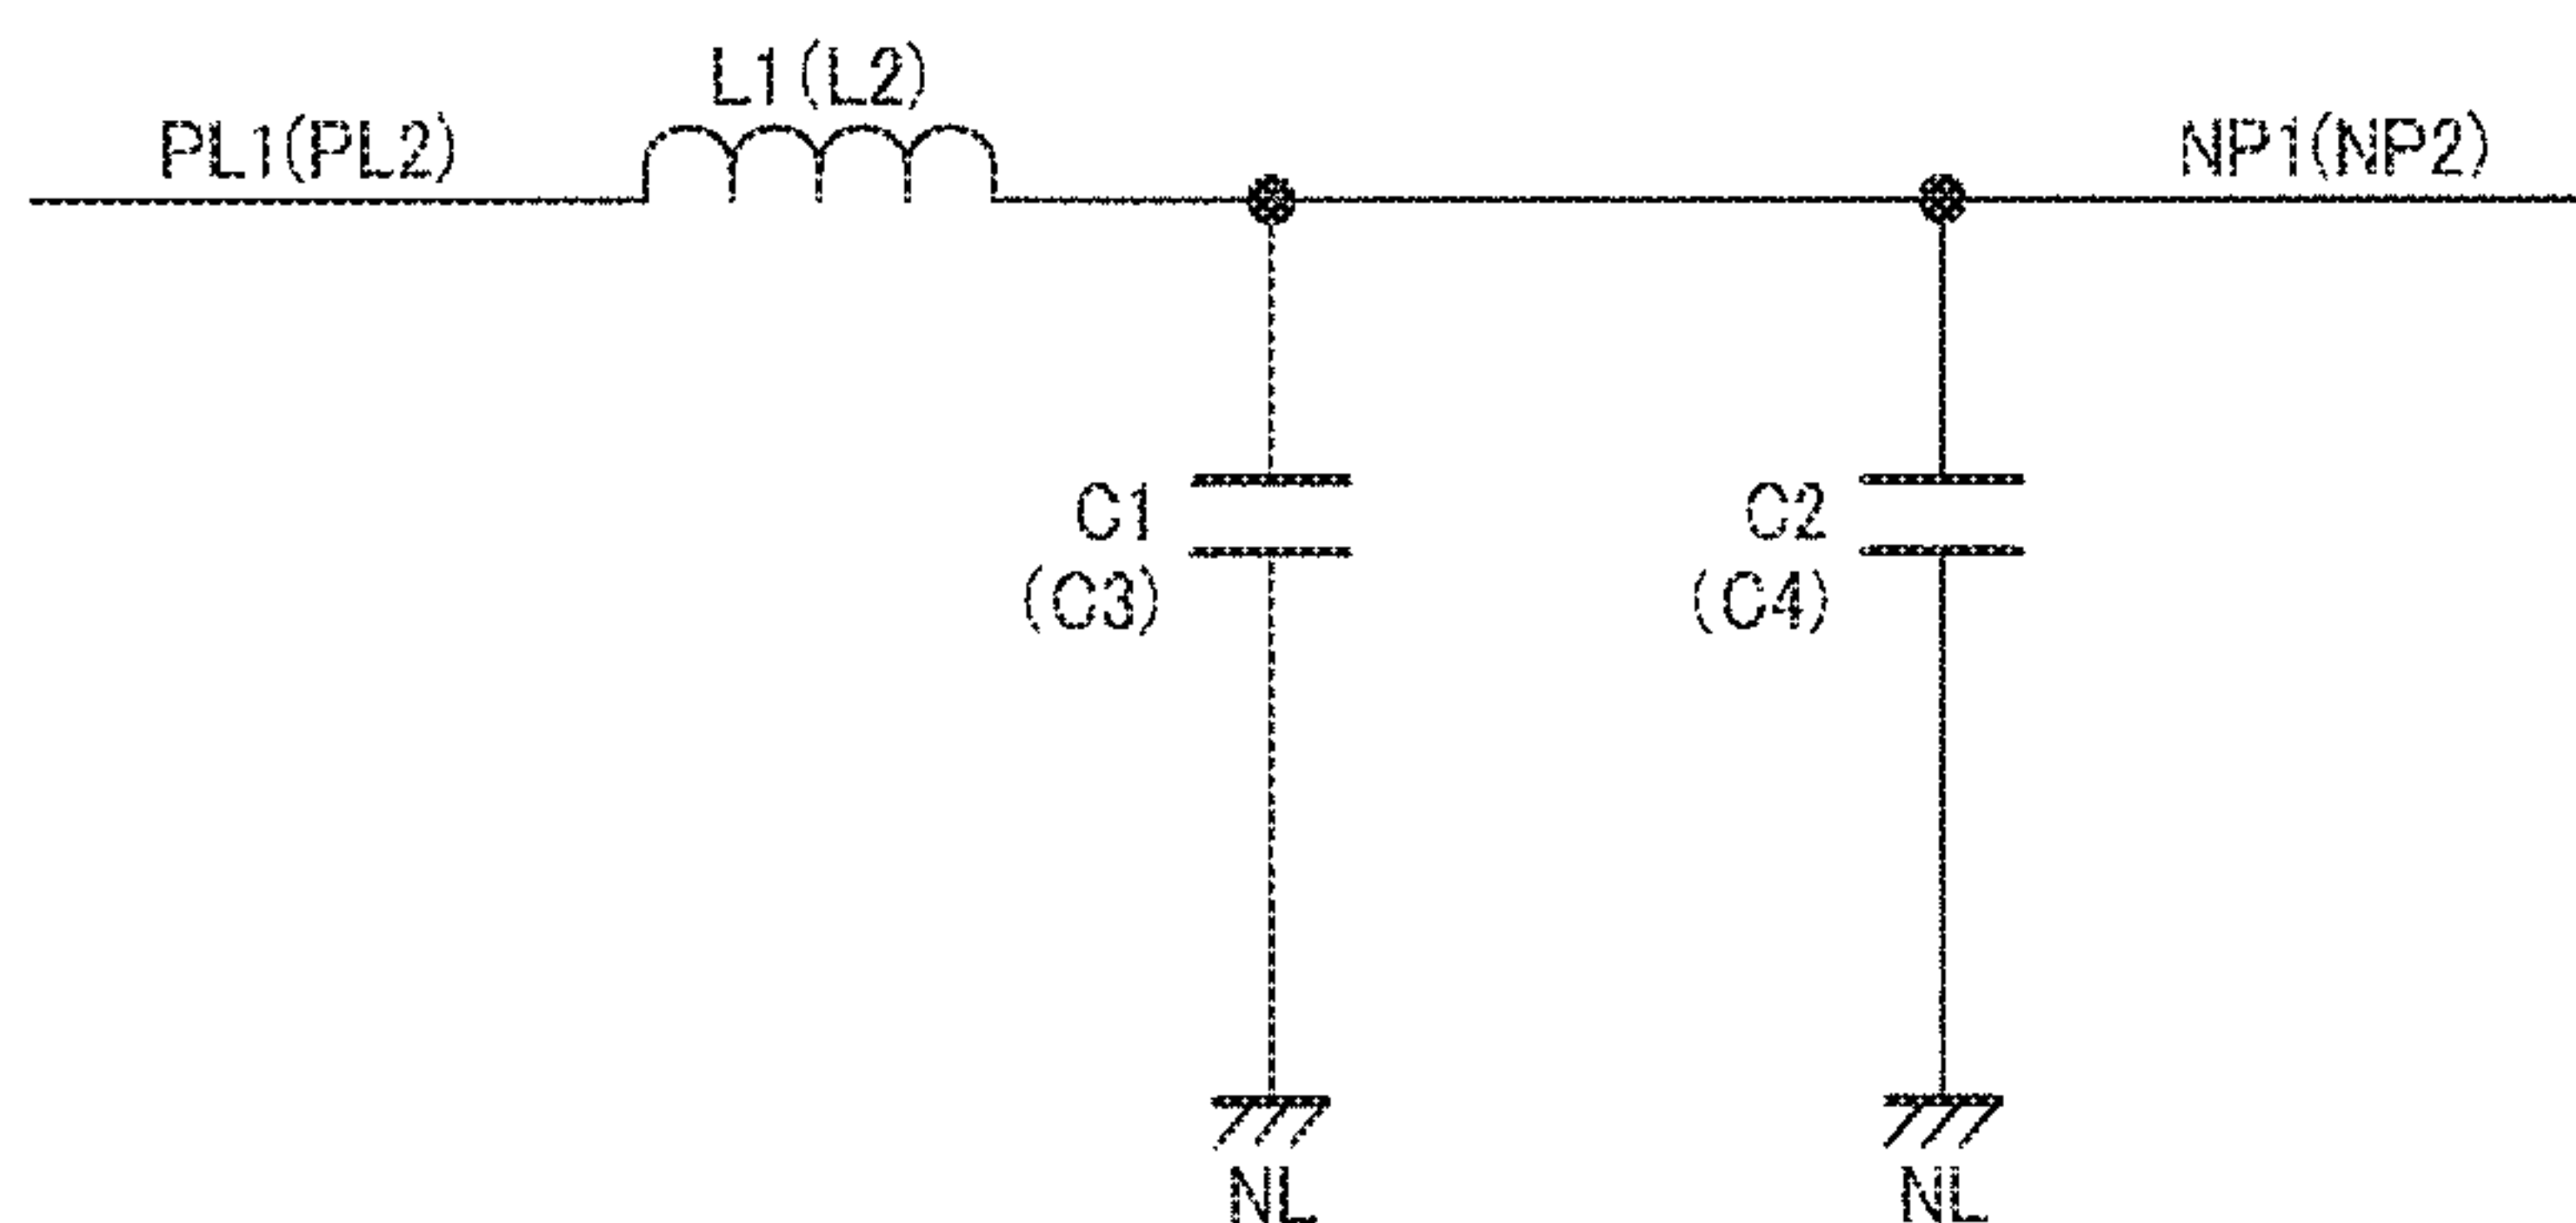 L1(L2)
PL1(PL2)
NP1(NP2)
C1
(C3)
C2
(C4)
NL
NL